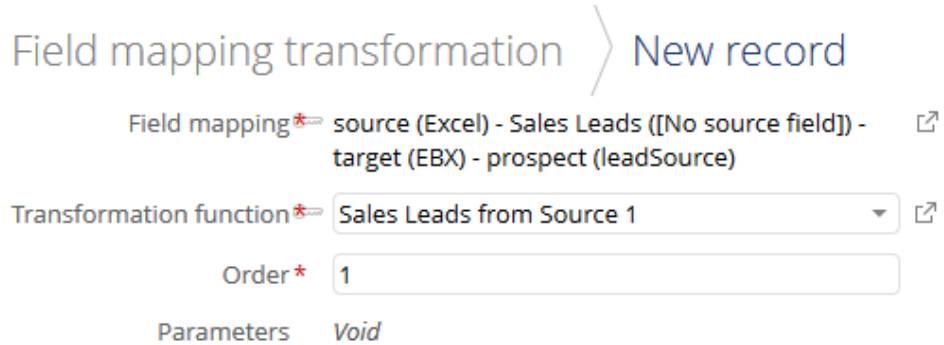 Field mapping transformation New record
Field mapping* source (Excel) - Sales Leads ([No source field]) -
target (EBX) - prospect (leadSource)
Transformation function* Sales Leads from Source 1
Order* 1
Parameters Void